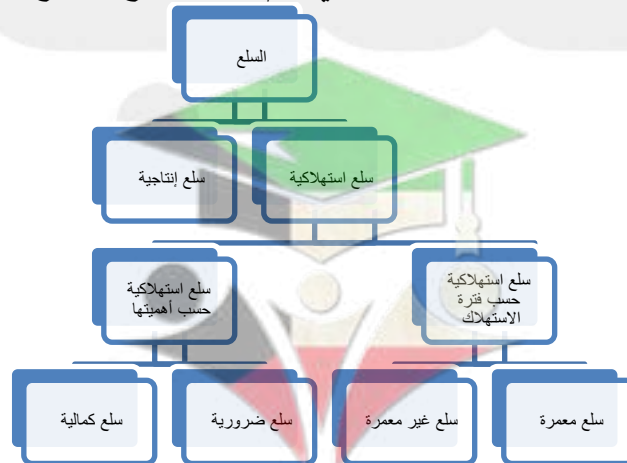 السلع
سلع استهلاكية
سلع إنتاجية
سلع استهلاكية
حسب فترة
الاستهلاك
سلع استهلاكية
حسب أهميتها
سلع معمرة
سلع غير معمرة
سلع ضرورية
سلع كمالية